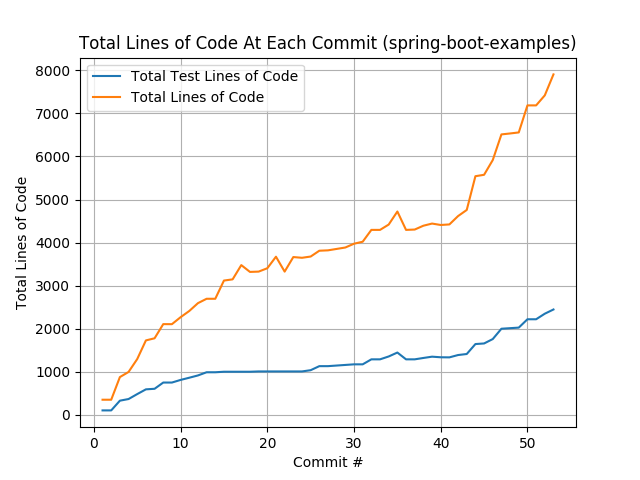 Total Lines of Code At Each Commit (spring-boot-examples)
Total Test Lines of Code
Total Lines of Code
8000
7000
6000
5000
4000
3000
2000
1000
0
Total Lines of Code
0 10 20 30 40 50
Commit #